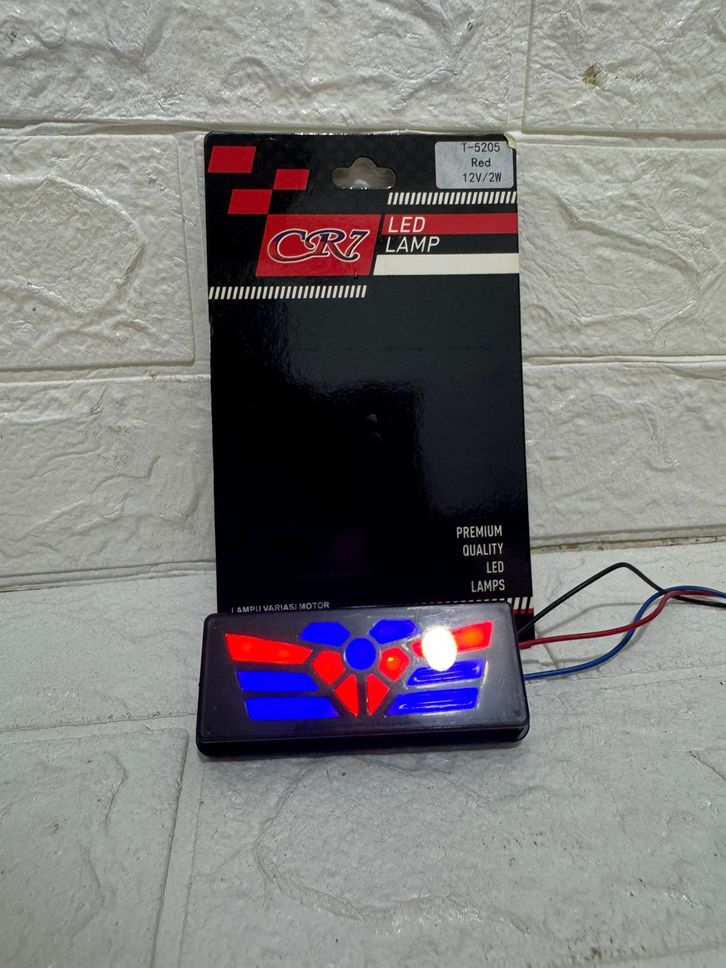 T-5205
Red
12V/2W
CR7
LED
LAMP
PREMIUM
QUALITY
LED
LAMPS
LAMPU VARIASI MOTOR